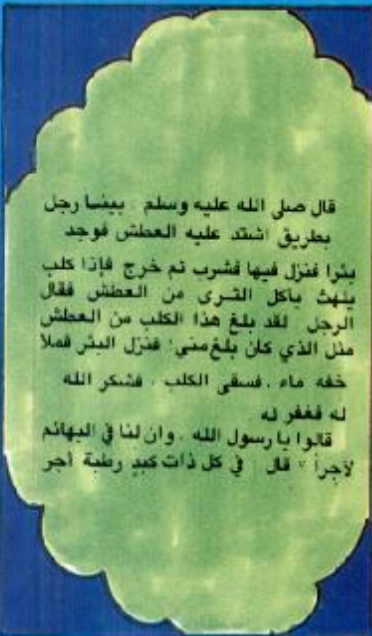 قال صلى الله عليه وسلم : بينما رجل
بطريق اشتد عليه العطش فوجد
بئرا فنزل فيها فشرب ثم خرج فإذا كلب
يلهث يأكل الثرى من العطش فقال
الرجل لقد بلغ هذا الكلب من العطش
مثل الذي كان بلغ مني، فنزل البئر فملأ
خفه ماء ، فسقى الكلب ، فشكر الله
له فغفر له
قالوا يا رسول الله ، وان لنا في البهائم
لأجراً ؟ قال : في كل ذات كبدٍ رطبة أجر